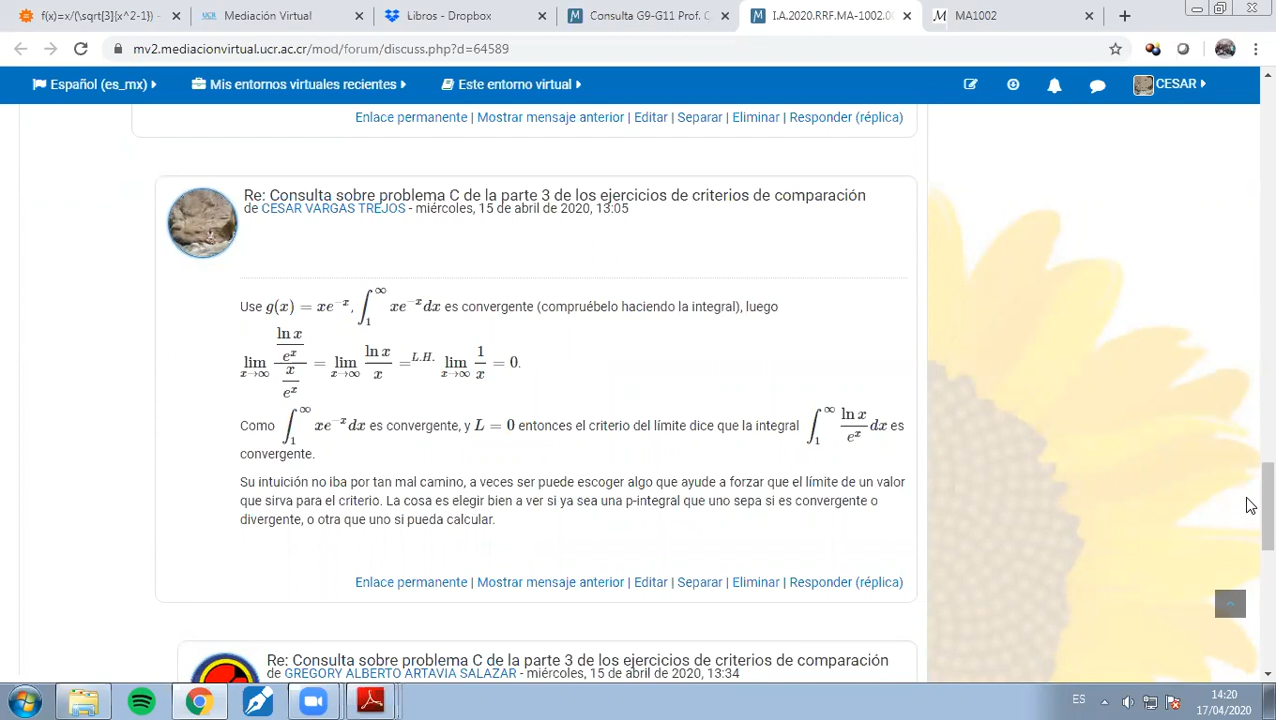 f(x)=x/(\sqrt[3]{x^2-1}) ×
Mediación Virtual ×
Libros - Dropbox ×
Consulta G9-G11 Prof. C ×
I.A.2020.RRF.MA-1002.0 ×
MA1002 ×
mv2.mediacionvirtual.ucr.ac.cr/mod/forum/discuss.php?d=64589
Español (es_mx) Mis entornos virtuales recientes Este entorno virtual CESAR
Enlace permanente | Mostrar mensaje anterior | Editar | Separar | Eliminar | Responder (réplica)
Re: Consulta sobre problema C de la parte 3 de los ejercicios de criterios de comparación
de CESAR VARGAS TREJOS - miércoles, 15 de abril de 2020, 13:05
Use g(x) = xe^{-x}, ∫_1^∞ xe^{-x}dx es convergente (compruébelo haciendo la integral), luego
lim_{x→∞} (ln x / e^x) / (x / e^x) = lim_{x→∞} ln x / x =^{L.H.} lim_{x→∞} 1 / x = 0.
Como ∫_1^∞ xe^{-x}dx es convergente, y L = 0 entonces el criterio del límite dice que la integral ∫_1^∞ ln x / e^x dx es
convergente.
Su intuición no iba por tan mal camino, a veces ser puede escoger algo que ayude a forzar que el límite de un valor
que sirva para el criterio. La cosa es elegir bien a ver si ya sea una p-integral que uno sepa si es convergente o
divergente, o otra que uno si pueda calcular.
Enlace permanente | Mostrar mensaje anterior | Editar | Separar | Eliminar | Responder (réplica)
Re: Consulta sobre problema C de la parte 3 de los ejercicios de criterios de comparación
de GREGORY ALBERTO ARTAVIA SALAZAR - miércoles, 15 de abril de 2020, 13:34
ES
14:20
17/04/2020